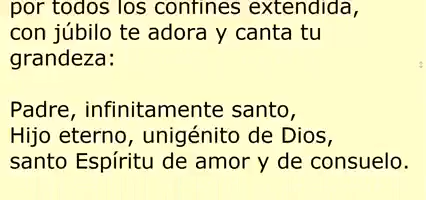 por todos los confines extendida,
con júbilo te adora y canta tu
grandeza:
Padre, infinitamente santo,
Hijo eterno, unigénito de Dios,
santo Espíritu de amor y de consuelo.